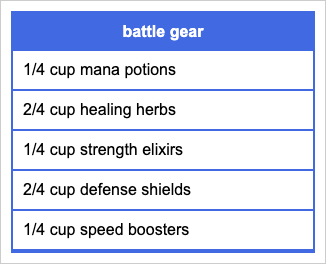 battle gear
1/4 cup mana potions
2/4 cup healing herbs
1/4 cup strength elixirs
2/4 cup defense shields
1/4 cup speed boosters